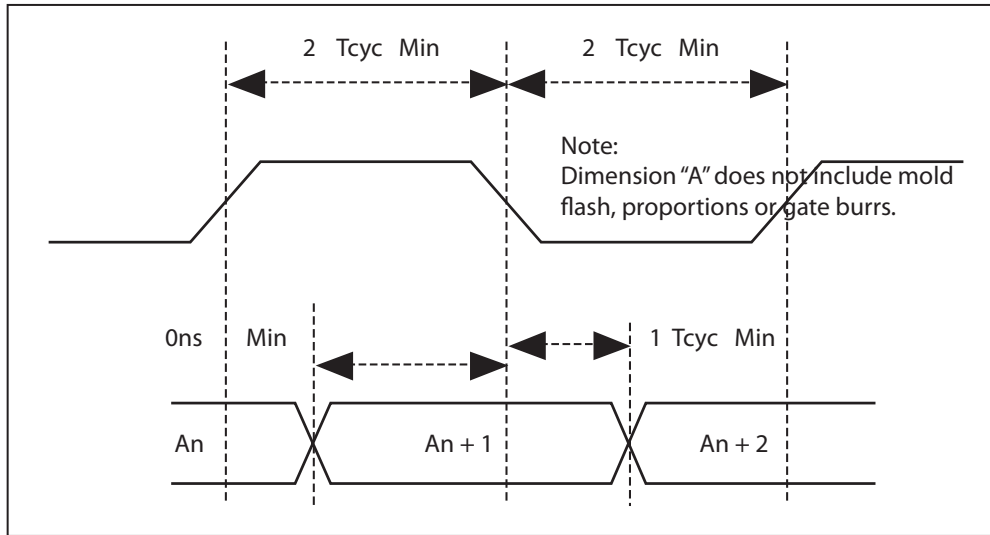 2 Tcyc Min 2 Tcyc Min
Note:
Dimension “A” does not include mold
flash, proportions or gate burrs.
0ns Min 1 Tcyc Min
An An + 1 An + 2